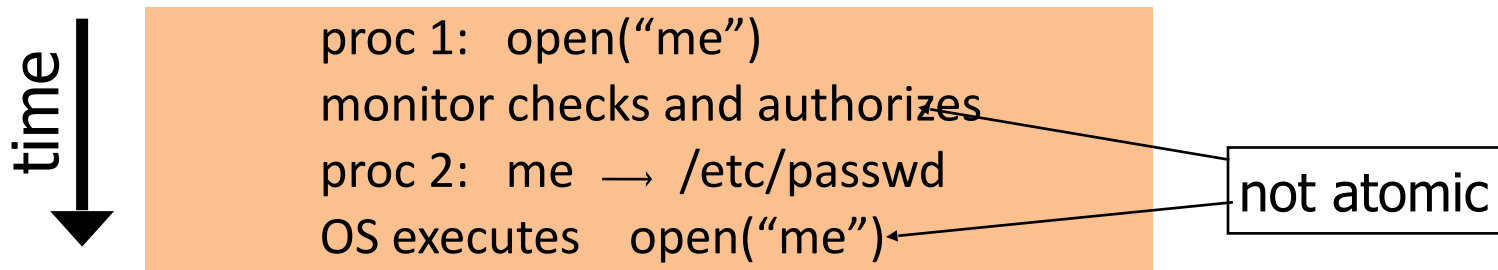 time
proc 1: open(“me”)
monitor checks and authorizes
proc 2: me ⟶ /etc/passwd
OS executes open(“me”)
not atomic